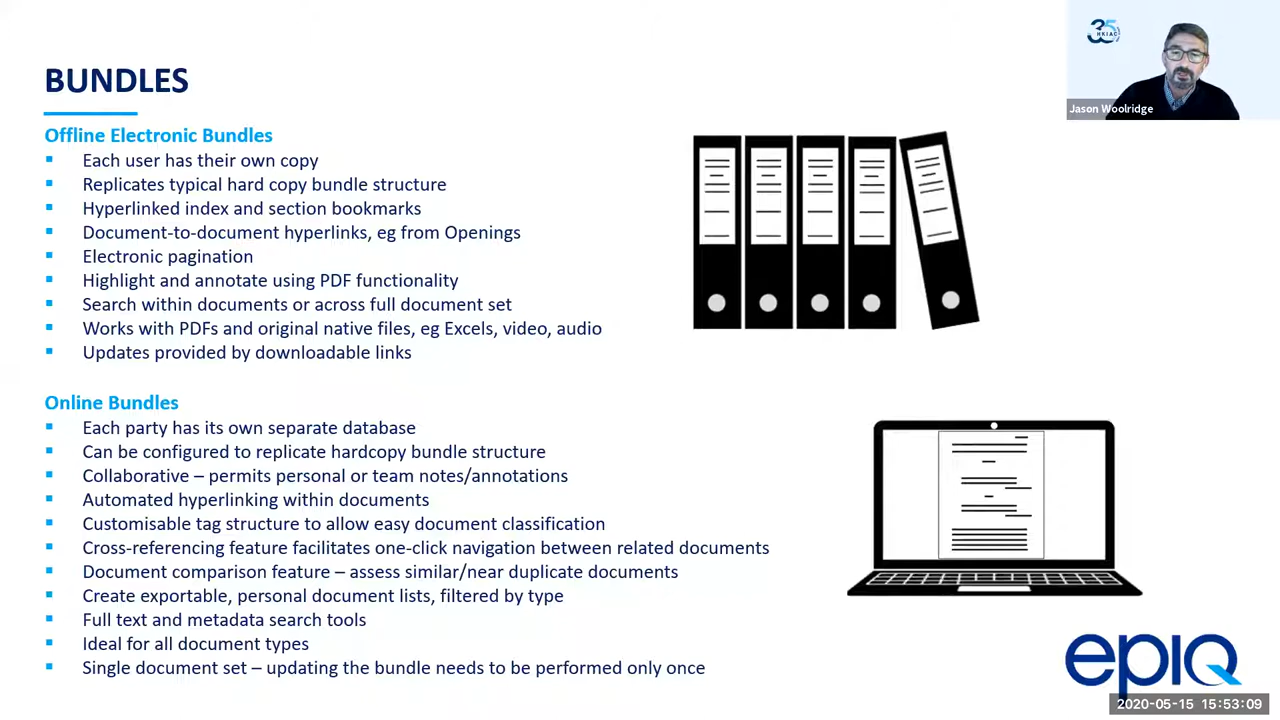 BUNDLES
Offline Electronic Bundles
Each user has their own copy
Replicates typical hard copy bundle structure
Hyperlinked index and section bookmarks
Document-to-document hyperlinks, eg from Openings
Electronic pagination
Highlight and annotate using PDF functionality
Search within documents or across full document set
Works with PDFs and original native files, eg Excels, video, audio
Updates provided by downloadable links
Online Bundles
Each party has its own separate database
Can be configured to replicate hardcopy bundle structure
Collaborative – permits personal or team notes/annotations
Automated hyperlinking within documents
Customisable tag structure to allow easy document classification
Cross-referencing feature facilitates one-click navigation between related documents
Document comparison feature – assess similar/near duplicate documents
Create exportable, personal document lists, filtered by type
Full text and metadata search tools
Ideal for all document types
Single document set – updating the bundle needs to be performed only once
35
HKIAC
Jason Woolridge
epiq
2020-05-15 15:53:09